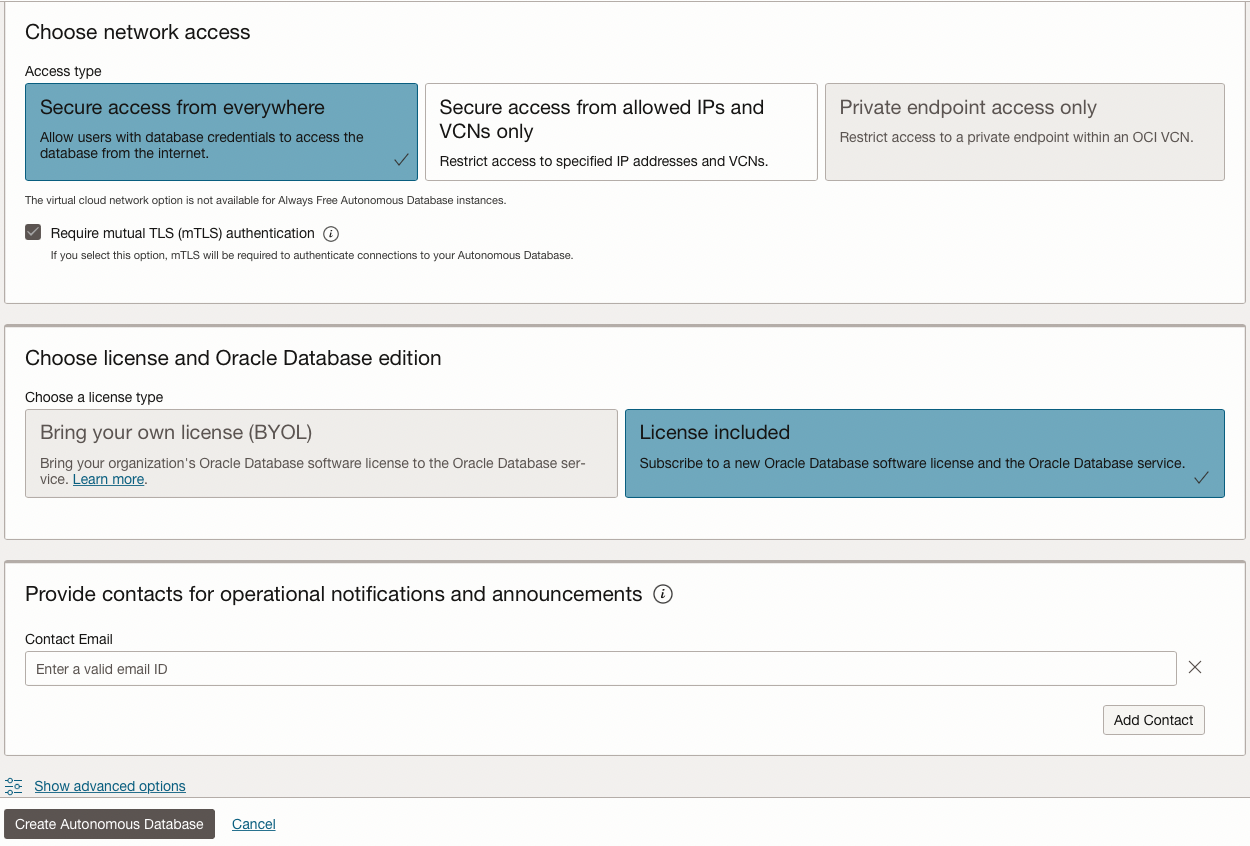 Choose network access
Access type
Secure access from everywhere
Allow users with database credentials to access the
database from the internet.
Secure access from allowed IPs and
VCNs only
Restrict access to specified IP addresses and VCNs.
Private endpoint access only
Restrict access to a private endpoint within an OCI VCN.
The virtual cloud network option is not available for Always Free Autonomous Database instances.
Require mutual TLS (mTLS) authentication
If you select this option, mTLS will be required to authenticate connections to your Autonomous Database.
Choose license and Oracle Database edition
Choose a license type
Bring your own license (BYOL)
Bring your organization's Oracle Database software license to the Oracle Database ser-
vice. Learn more.
License included
Subscribe to a new Oracle Database software license and the Oracle Database service.
Provide contacts for operational notifications and announcements
Contact Email
Enter a valid email ID
Add Contact
Show advanced options
Create Autonomous Database
Cancel